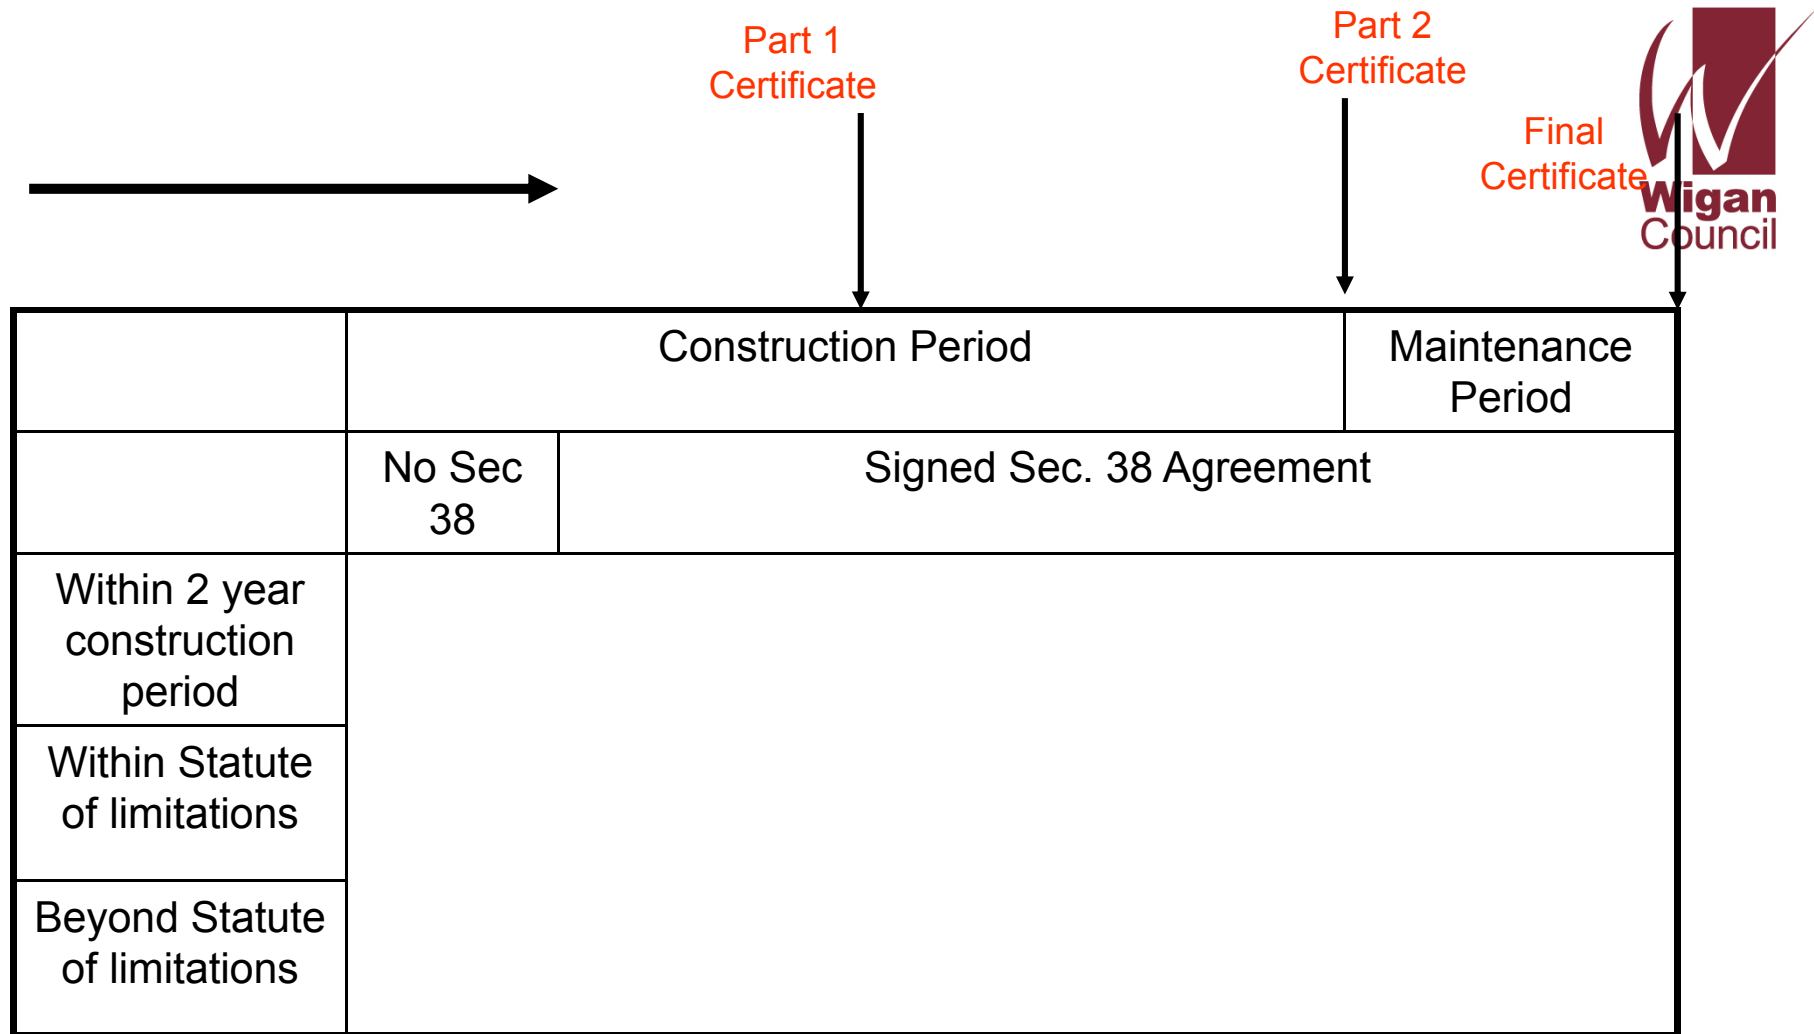 Part 1
Certificate
Part 2
Certificate
Final
Certificate
Wigan
Council
Construction Period
Maintenance
Period
No Sec
38
Signed Sec. 38 Agreement
Within 2 year
construction
period
Within Statute
of limitations
Beyond Statute
of limitations